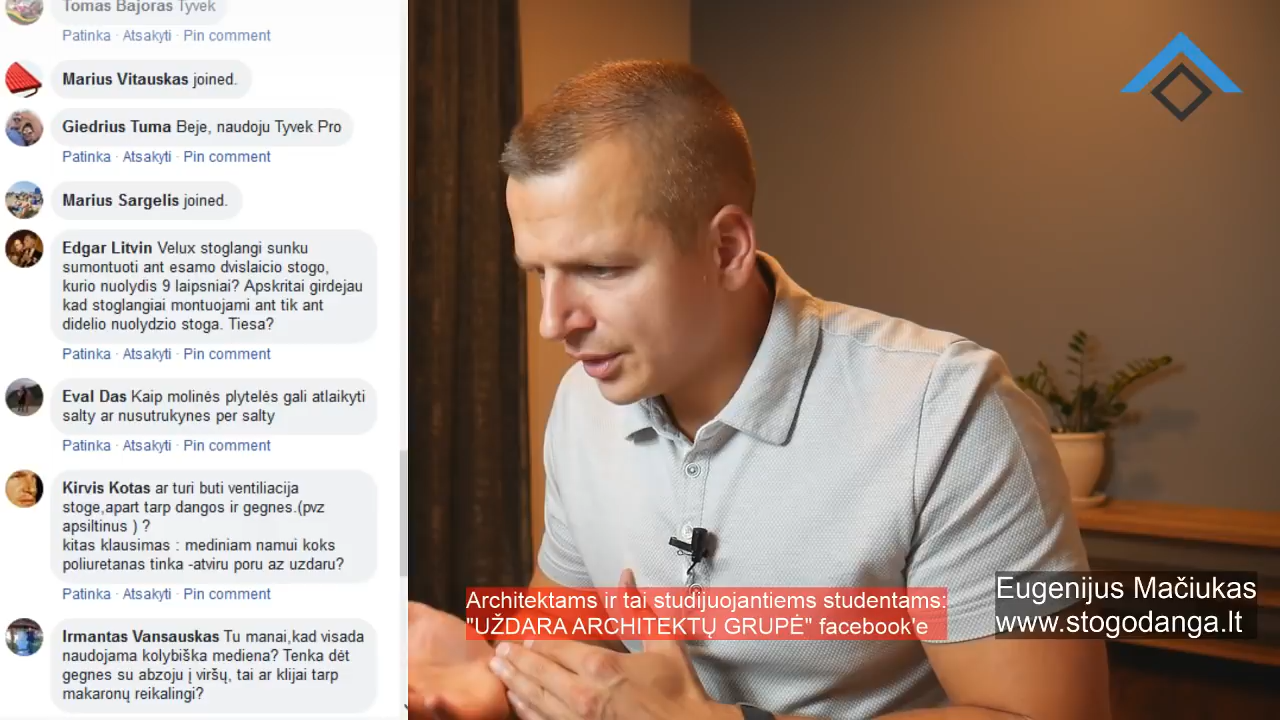 Tomas Bajoras Tyvek
Patinka · Atsakyti · Pin comment
Marius Vitauskas joined.
Giedrius Tuma Beje, naudoju Tyvek Pro
Patinka · Atsakyti · Pin comment
Marius Sargelis joined.
Edgar Litvin Velux stoglangi sunku
sumontuoti ant esamo dvislaicio stogo,
kurio nuolydis 9 laipsniai? Apskritai girdejau
kad stoglangiai montuojami ant tik ant
didelio nuolydzio stoga. Tiesa?
Patinka · Atsakyti · Pin comment
Eval Das Kaip molinės plytelės gali atlaikyti
salty ar nusutrukynes per salty
Patinka · Atsakyti · Pin comment
Kirvis Kotas ar turi buti ventiliacija
stoge,apart tarp dangos ir gegnes.(pvz
apsiltinus ) ?
kitas klausimas : mediniam namui koks
poliuretanas tinka -atviru poru az uzdaru?
Patinka · Atsakyti · Pin comment
Irmantas Vansauskas Tu manai,kad visada
naudojama kolybiška mediena? Tenka dėt
gegnes su abzoju į viršų, tai ar klijai tarp
makaronų reikalingi?
Architektams ir tai studijuojantiems studentams:
"UŽDARA ARCHITEKTŲ GRUPĖ" facebook'e
Eugenijus Mačiukas
www.stogodanga.lt